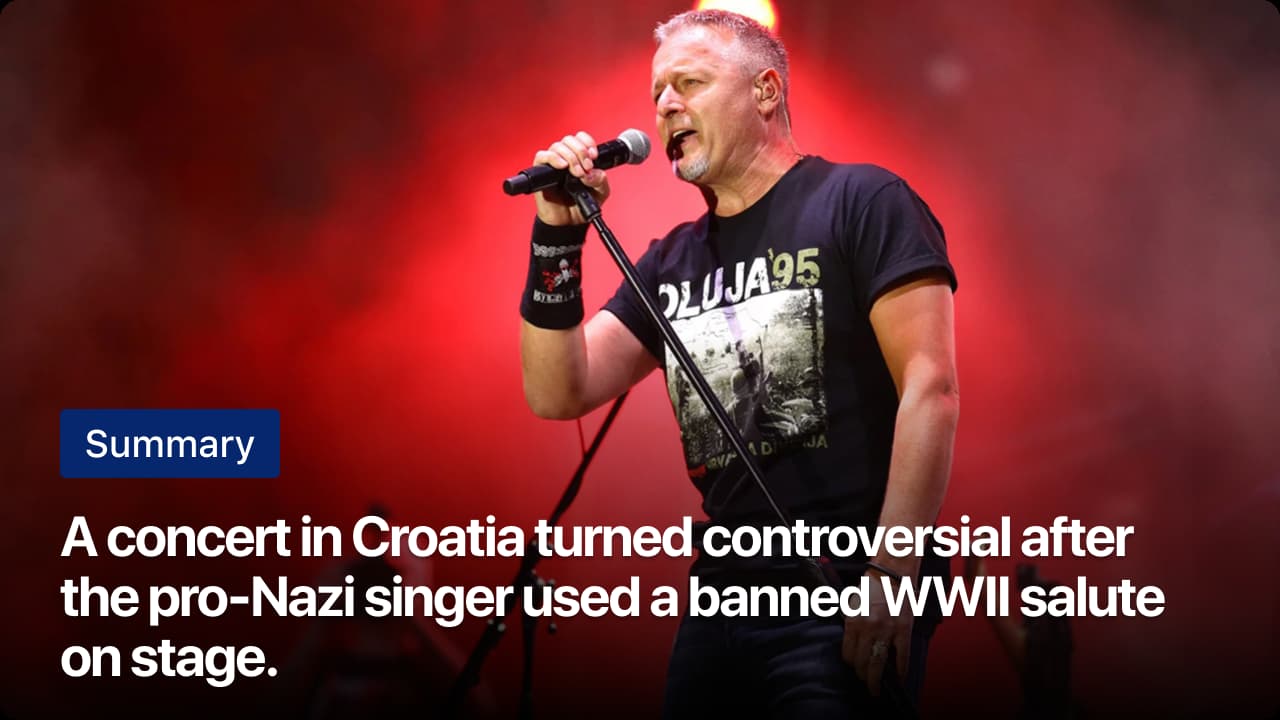 OLUJA'95
Summary
A concert in Croatia turned controversial after
the pro-Nazi singer used a banned WWII salute
on stage.